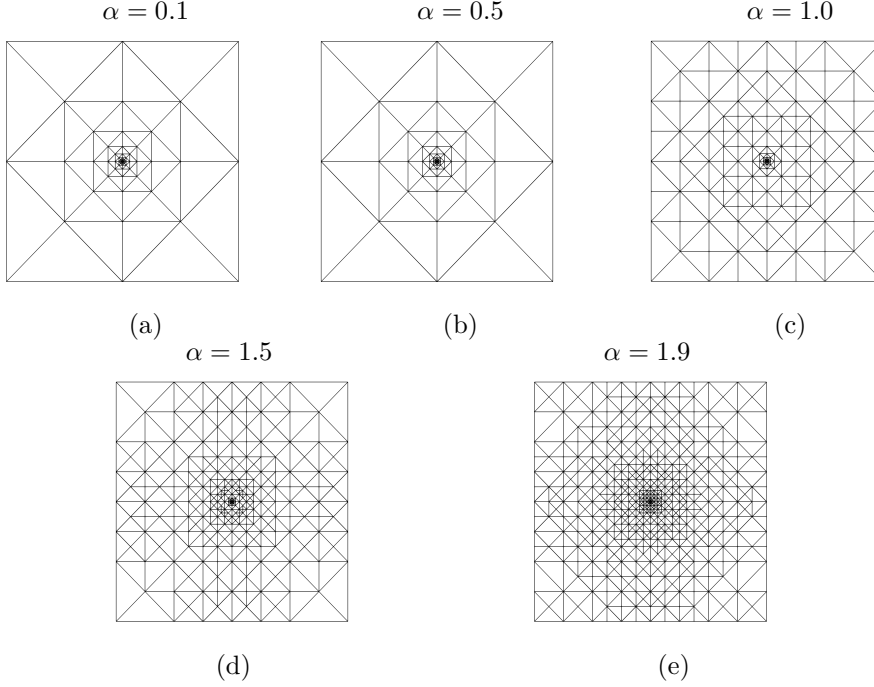 α = 0.1 α = 0.5 α = 1.0
(a) (b) (c)
α = 1.5 α = 1.9
(d) (e)